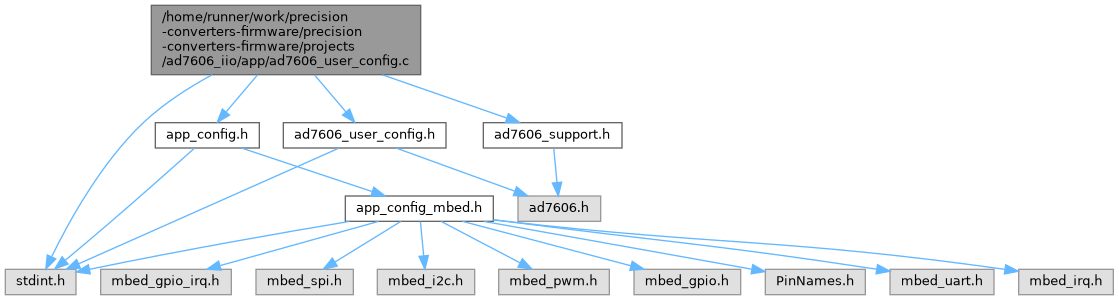 /home/runner/work/precision
-converters-firmware/precision
-converters-firmware/projects
/ad7606_iio/app/ad7606_user_config.c
app_config.h
ad7606_user_config.h
ad7606_support.h
app_config_mbed.h
ad7606.h
stdint.h
mbed_gpio_irq.h
mbed_spi.h
mbed_i2c.h
mbed_pwm.h
mbed_gpio.h
PinNames.h
mbed_uart.h
mbed_irq.h